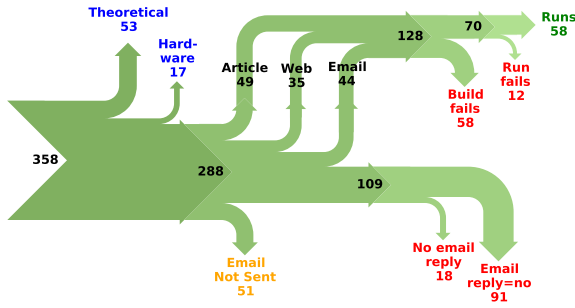 Theoretical
53
Hard-
ware
17
358
Article
49
Web
35
Email
44
288
128
70
Runs
58
Run
fails
12
Build
fails
58
109
Email
Not Sent
51
No email
reply
18
Email
reply=no
91